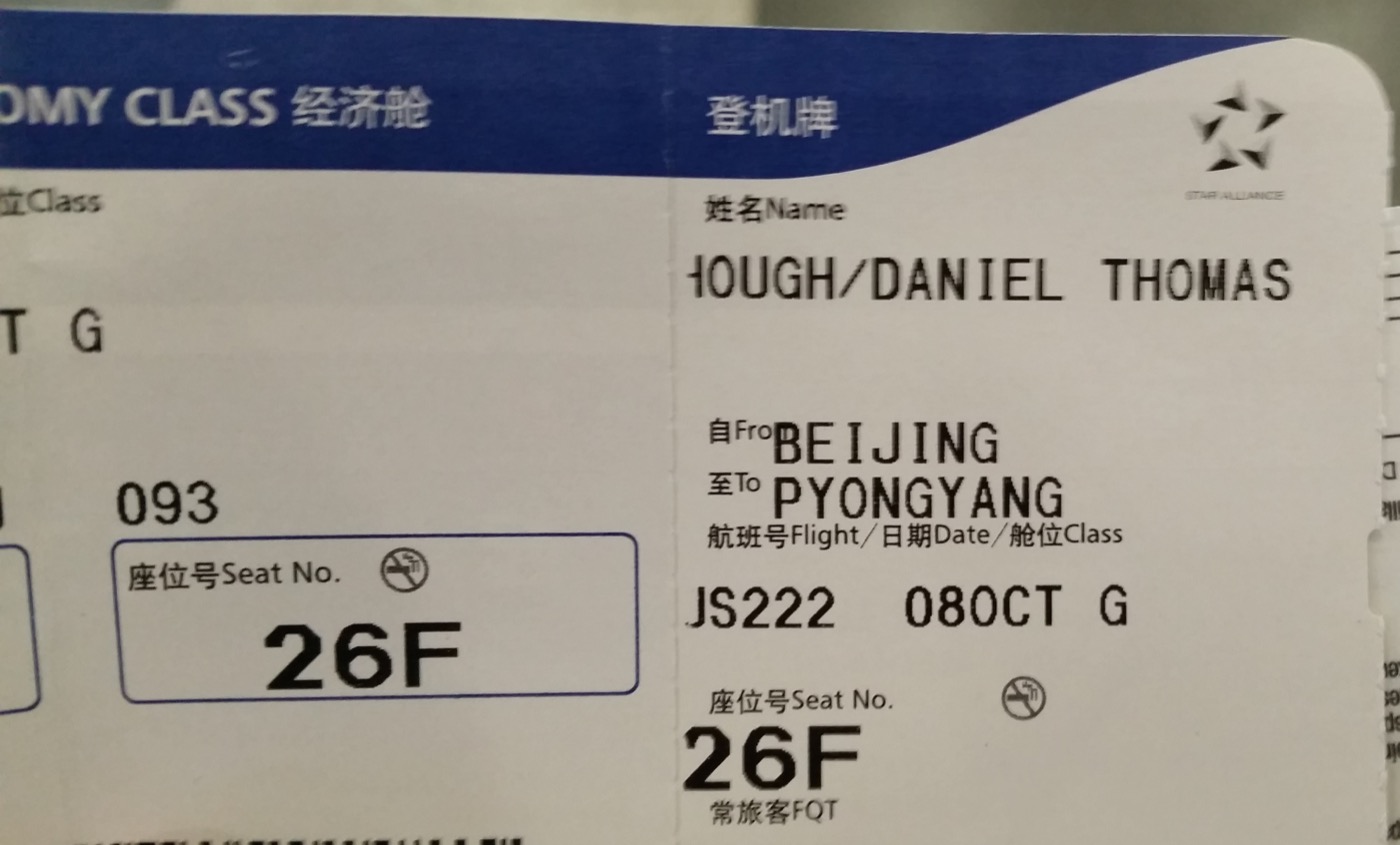 OMY CLASS 经济舱
登机牌
STAR ALLIANCE
位Class
T G
093
座位号Seat No.
26F
姓名Name
HOUGH/DANIEL THOMAS
自From BEIJING
至To PYONGYANG
航班号Flight/日期Date/舱位Class
JS222 08OCT G
座位号Seat No.
26F
常旅客FQT